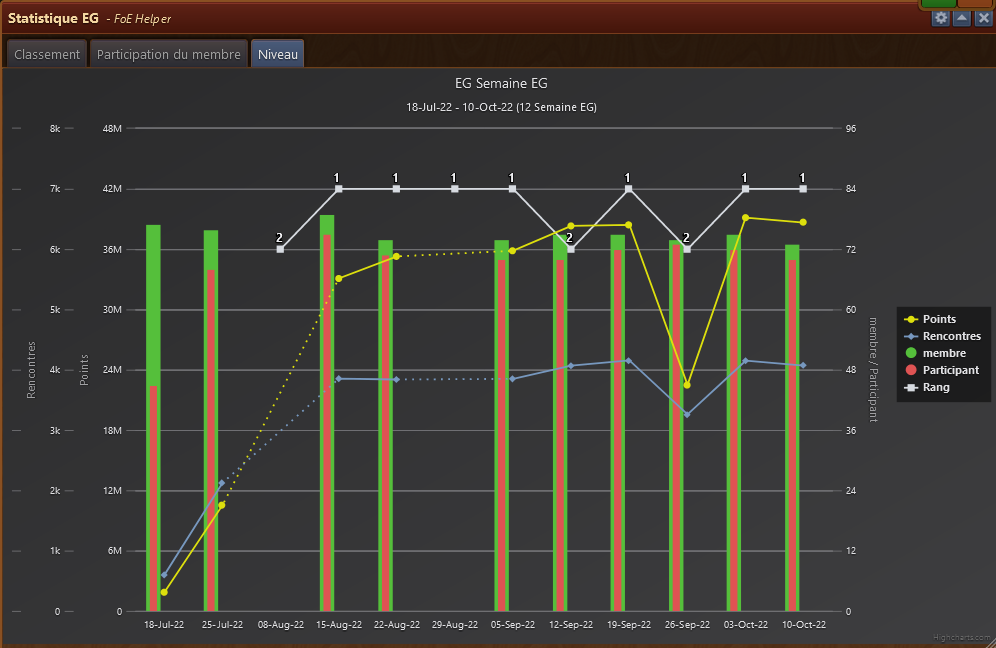 Statistique EG - FoE Helper
Classement Participation du membre Niveau
EG Semaine EG
18-Jul-22 - 10-Oct-22 (12 Semaine EG)
8k 48M 96
7k 42M 84
6k 36M 72
5k 30M 60
4k 24M 48
3k 18M 36
2k 12M 24
1k 6M 12
0 0 0
Rencontres
Points
membre / Participant
2 1 1 1 1 2 1 2 1 1
18-Jul-22 25-Jul-22 08-Aug-22 15-Aug-22 22-Aug-22 29-Aug-22 05-Sep-22 12-Sep-22 19-Sep-22 26-Sep-22 03-Oct-22 10-Oct-22
Points
Rencontres
membre
Participant
Rang
Highcharts.com